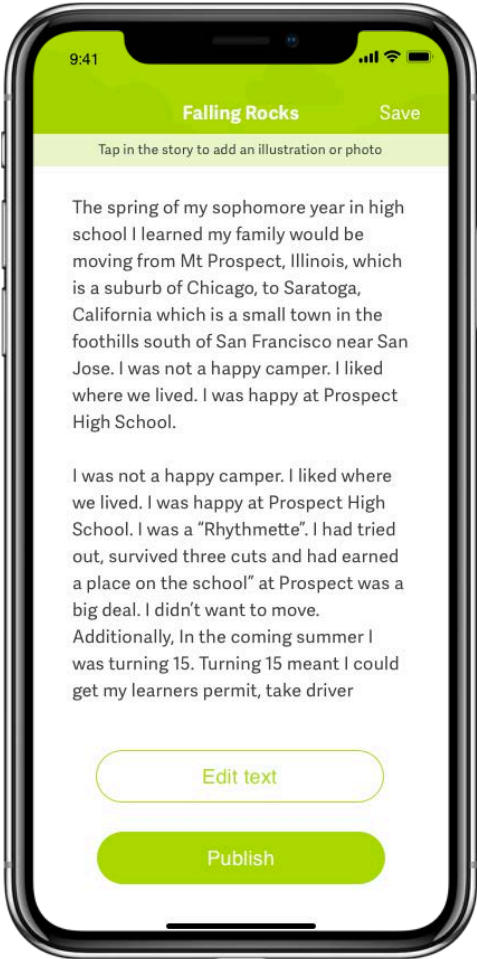 9:41
Falling Rocks
Save
Tap in the story to add an illustration or photo
The spring of my sophomore year in high
school I learned my family would be
moving from Mt Prospect, Illinois, which
is a suburb of Chicago, to Saratoga,
California which is a small town in the
foothills south of San Francisco near San
Jose. I was not a happy camper. I liked
where we lived. I was happy at Prospect
High School.
I was not a happy camper. I liked where
we lived. I was happy at Prospect High
School. I was a “Rhythmette”. I had tried
out, survived three cuts and had earned
a place on the school” at Prospect was a
big deal. I didn’t want to move.
Additionally, In the coming summer I
was turning 15. Turning 15 meant I could
get my learners permit, take driver
Edit text
Publish